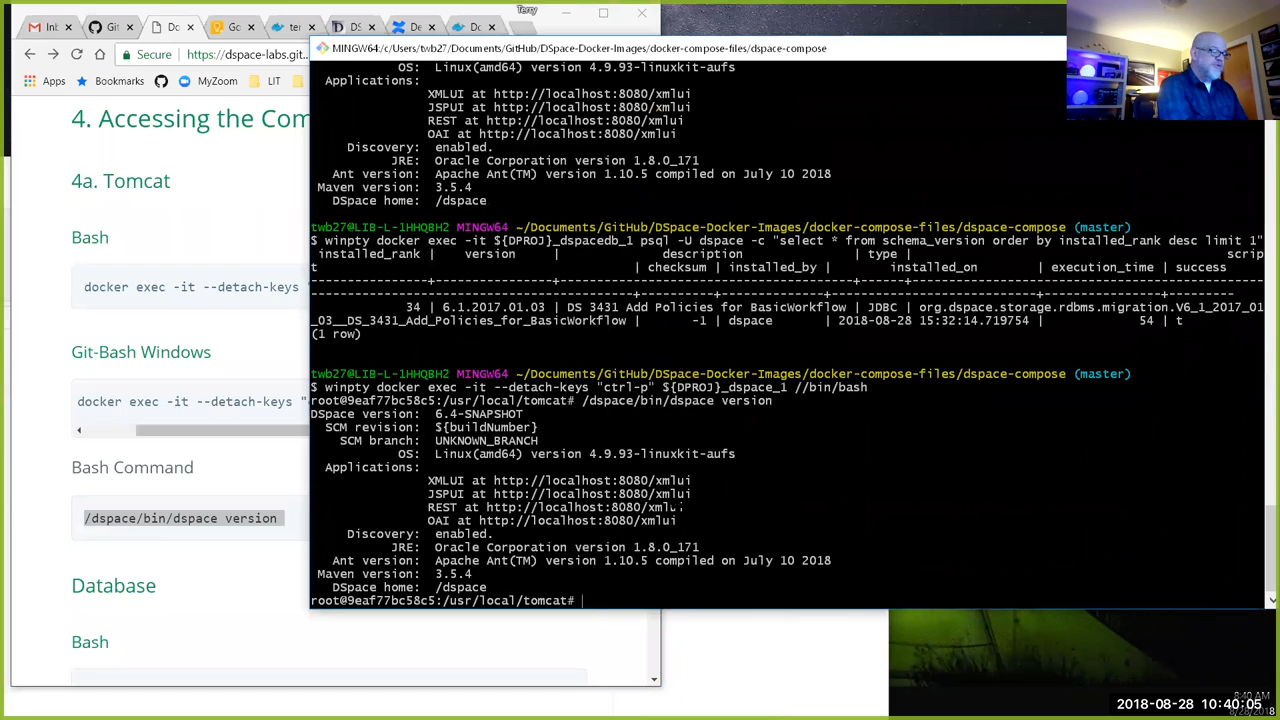 Terry
Int
Git
Do
Go
ter
DS
De
Do
Secure
https://dspace-labs.git
Apps
Bookmarks
MyZoom
LIT
4. Accessing the Com
4a. Tomcat
Bash
docker exec -it --detach-keys "
Git-Bash Windows
docker exec -it --detach-keys "
Bash Command
/dspace/bin/dspace version
Database
Bash
MINGW64:/c/Users/twb27/Documents/GitHub/DSpace-Docker-Images/docker-compose-files/dspace-compose
OS: Linux(amd64) version 4.9.93-linuxkit-aufs
Applications:
XMLUI at http://localhost:8080/xmlui
JSPUI at http://localhost:8080/xmlui
REST at http://localhost:8080/xmlui
OAI at http://localhost:8080/xmlui
Discovery: enabled.
JRE: Oracle Corporation version 1.8.0_171
Ant version: Apache Ant(TM) version 1.10.5 compiled on July 10 2018
Maven version: 3.5.4
DSpace home: /dspace
twb27@LIB-L-1HHQBH2 MINGW64 ~/Documents/GitHub/DSpace-Docker-Images/docker-compose-files/dspace-compose (master)
$ winpty docker exec -it ${DPROJ}_dspacedb_1 psql -U dspace -c "select * from schema_version order by installed_rank desc limit 1"
installed_rank | version | description | type | scrip
t | checksum | installed_by | installed_on | execution_time | success
----------------+---------------+--------------------------------------+------+----------------------------------------------
34 | 6.1.2017.01.03 | DS 3431 Add Policies for BasicWorkflow | JDBC | org.dspace.storage.rdbms.migration.V6_1_2017_01
_03__DS_3431_Add_Policies_for_BasicWorkflow | -1 | dspace | 2018-08-28 15:32:14.719754 | 54 | t
(1 row)
twb27@LIB-L-1HHQBH2 MINGW64 ~/Documents/GitHub/DSpace-Docker-Images/docker-compose-files/dspace-compose (master)
$ winpty docker exec -it --detach-keys "ctrl-p" ${DPROJ}_dspace_1 //bin/bash
root@9eaf77bc58c5:/usr/local/tomcat# /dspace/bin/dspace version
DSpace version: 6.4-SNAPSHOT
SCM revision: ${buildNumber}
SCM branch: UNKNOWN_BRANCH
OS: Linux(amd64) version 4.9.93-linuxkit-aufs
Applications:
XMLUI at http://localhost:8080/xmlui
JSPUI at http://localhost:8080/xmlui
REST at http://localhost:8080/xmlui
OAI at http://localhost:8080/xmlui
Discovery: enabled.
JRE: Oracle Corporation version 1.8.0_171
Ant version: Apache Ant(TM) version 1.10.5 compiled on July 10 2018
Maven version: 3.5.4
DSpace home: /dspace
root@9eaf77bc58c5:/usr/local/tomcat#
8:40 AM
2018-08-28 10:40:05